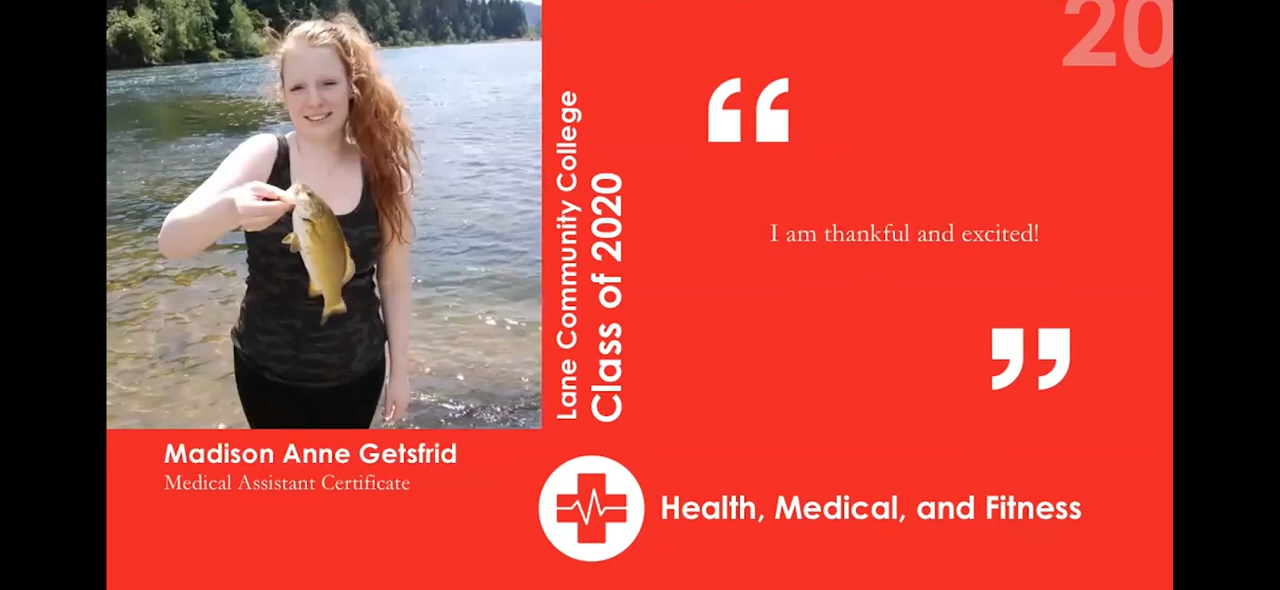 20
Lane Community College
Class of 2020
“
I am thankful and excited!
”
Madison Anne Getsfrid
Medical Assistant Certificate
Health, Medical, and Fitness